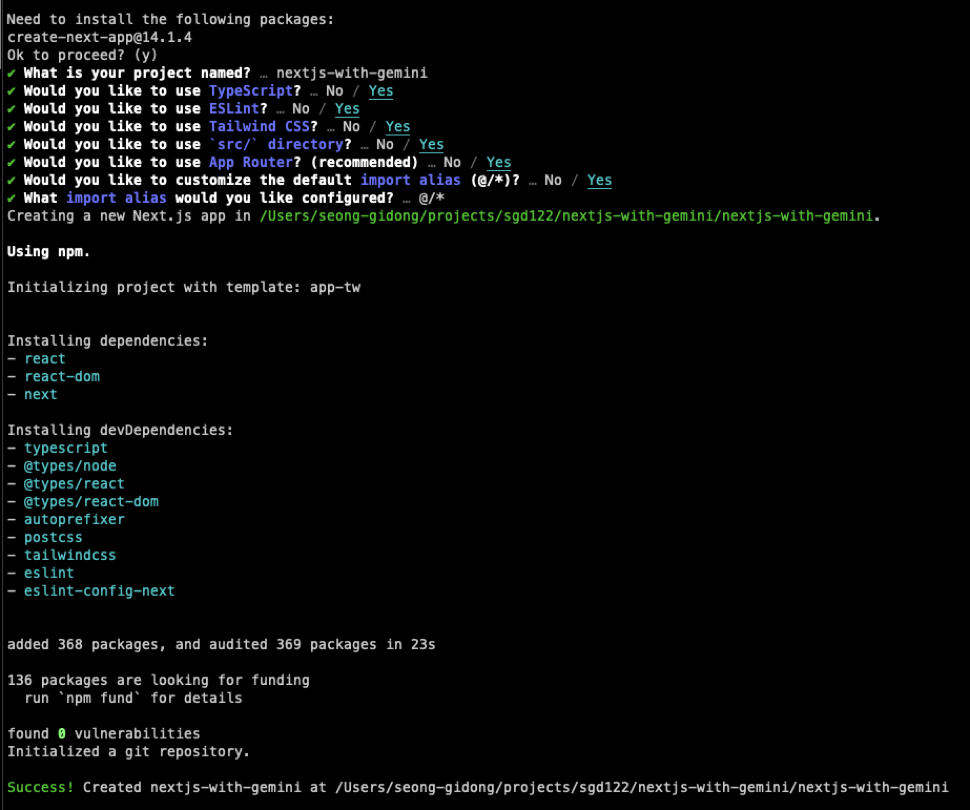 Need to install the following packages:
create-next-app@14.1.4
Ok to proceed? (y)
✔ What is your project named? … nextjs-with-gemini
✔ Would you like to use TypeScript? … No / Yes
✔ Would you like to use ESLint? … No / Yes
✔ Would you like to use Tailwind CSS? … No / Yes
✔ Would you like to use `src/` directory? … No / Yes
✔ Would you like to use App Router? (recommended) … No / Yes
✔ Would you like to customize the default import alias (@/*)? … No / Yes
✔ What import alias would you like configured? … @/*
Creating a new Next.js app in /Users/seong-gidong/projects/sgd122/nextjs-with-gemini/nextjs-with-gemini.
Using npm.
Initializing project with template: app-tw
Installing dependencies:
- react
- react-dom
- next
Installing devDependencies:
- typescript
- @types/node
- @types/react
- @types/react-dom
- autoprefixer
- postcss
- tailwindcss
- eslint
- eslint-config-next
added 368 packages, and audited 369 packages in 23s
136 packages are looking for funding
run `npm fund` for details
found 0 vulnerabilities
Initialized a git repository.
Success! Created nextjs-with-gemini at /Users/seong-gidong/projects/sgd122/nextjs-with-gemini/nextjs-with-gemini